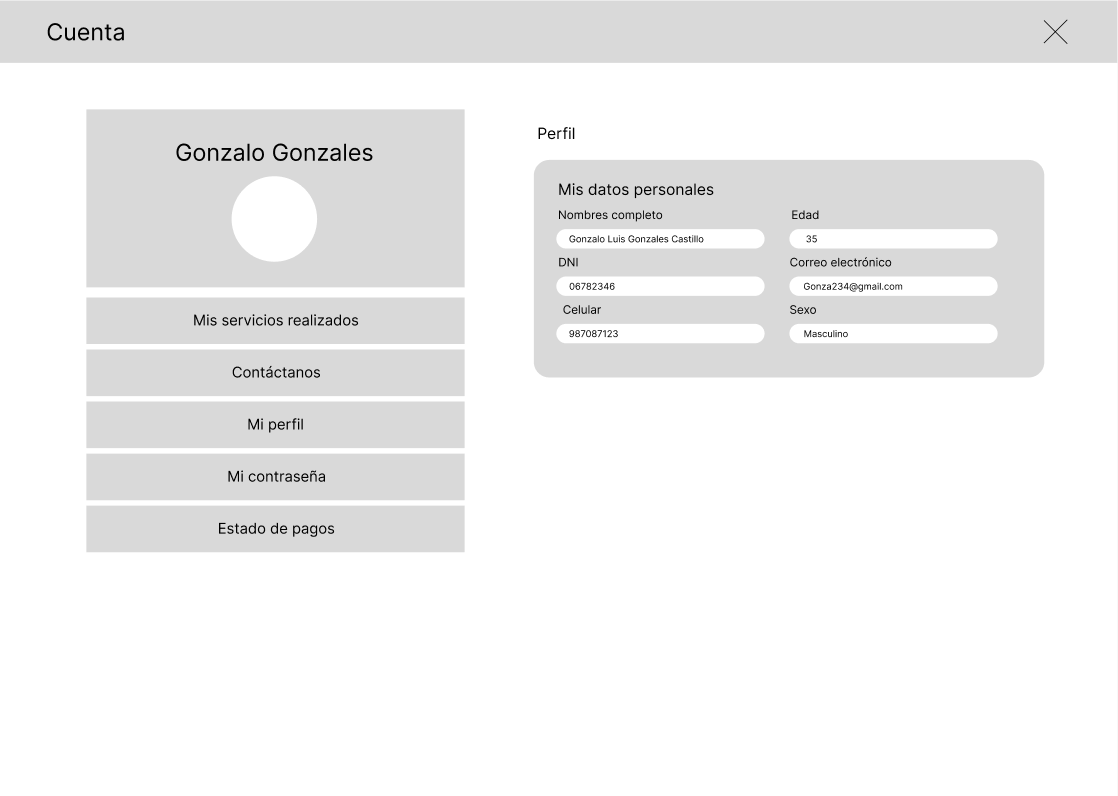 Cuenta
Gonzalo Gonzales
Mis servicios realizados
Contáctanos
Mi perfil
Mi contraseña
Estado de pagos
Perfil
Mis datos personales
Nombres completo
Edad
Gonzalo Luis Gonzales Castillo
35
DNI
Correo electrónico
06782346
Gonza234@gmail.com
Celular
Sexo
987087123
Masculino